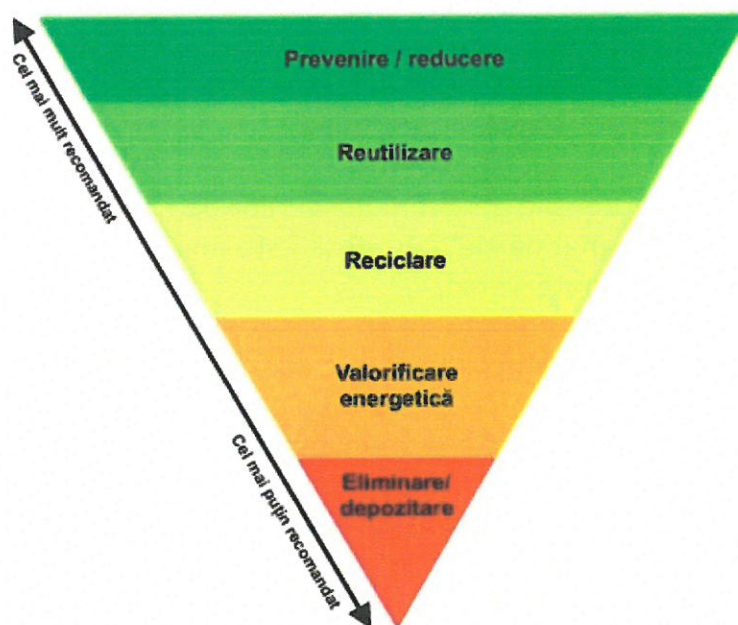 Prevenire / reducere
Reutilizare
Reciclare
Valorificare
energetică
Eliminare/
depozitare
Cel mai mult recomandat
Cel mai puțin recomandat